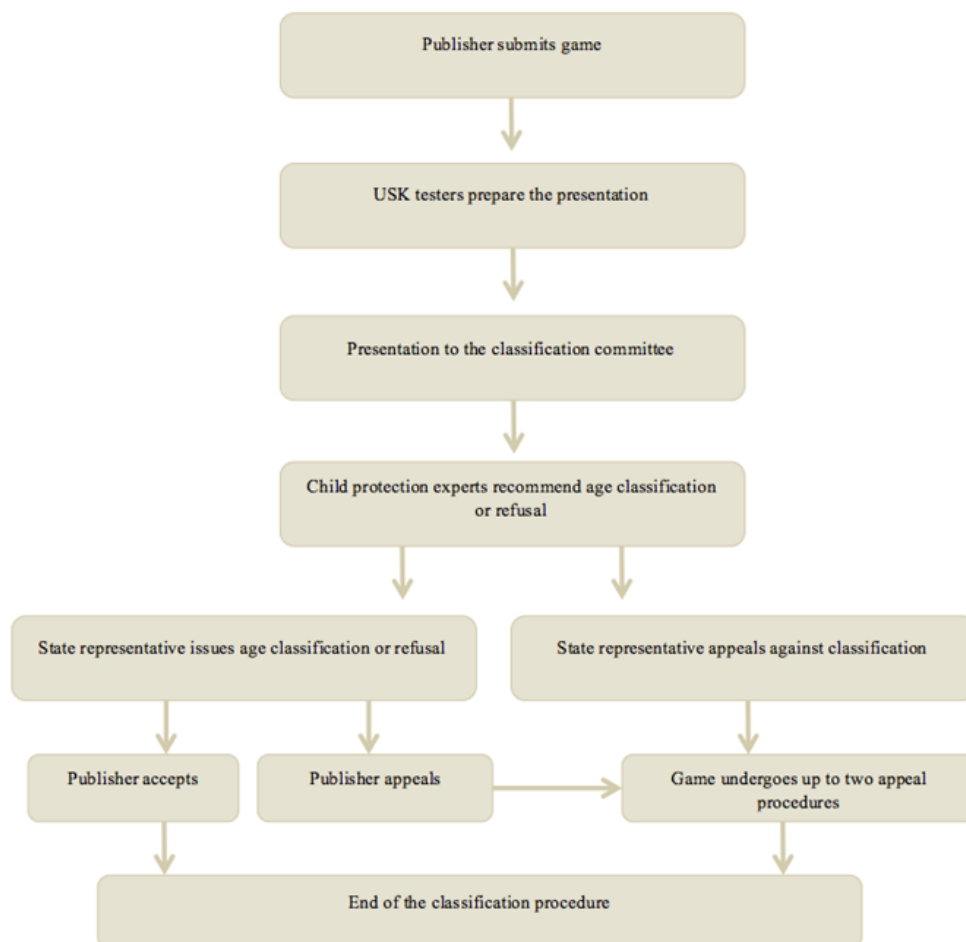 Publisher submits game
USK testers prepare the presentation
Presentation to the classification committee
Child protection experts recommend age classification
or refusal
State representative issues age classification or refusal
State representative appeals against classification
Publisher accepts
Publisher appeals
Game undergoes up to two appeal
procedures
End of the classification procedure